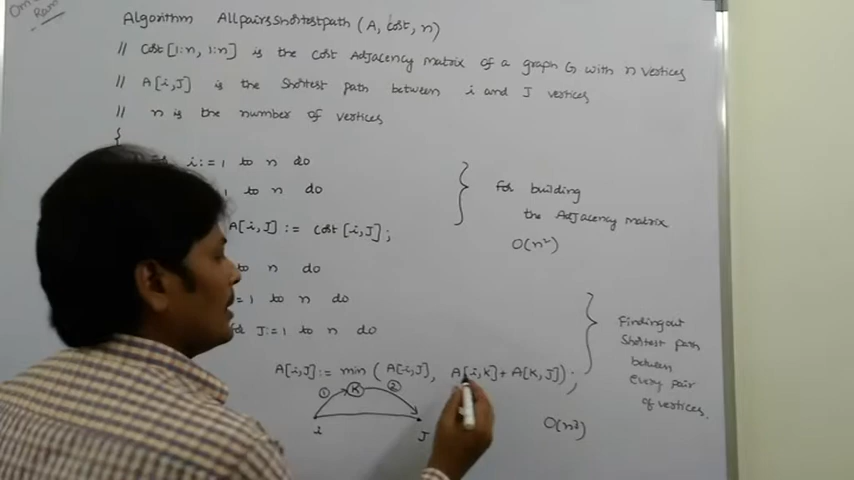 Algorithm Allpairsshortestpath (A, cost, n)
// Cost[1:n, 1:n] is the cost Adjacency matrix of a graph G with n vertices
// A[i,J] is the Shortest path between i and J vertices
// n is the number of vertices
{
i:=1 to n do
1 to n do
A[i,J] := cost[i,J];
for building
the Adjacency matrix
O(n²)
to n do
=1 to n do
J:=1 to n do
A[i,J]:= min (A[i,J], A[i,K]+A[K,J]);
Finding out
Shortest path
between
every pair
of vertices.
O(n³)
① K ②
i J